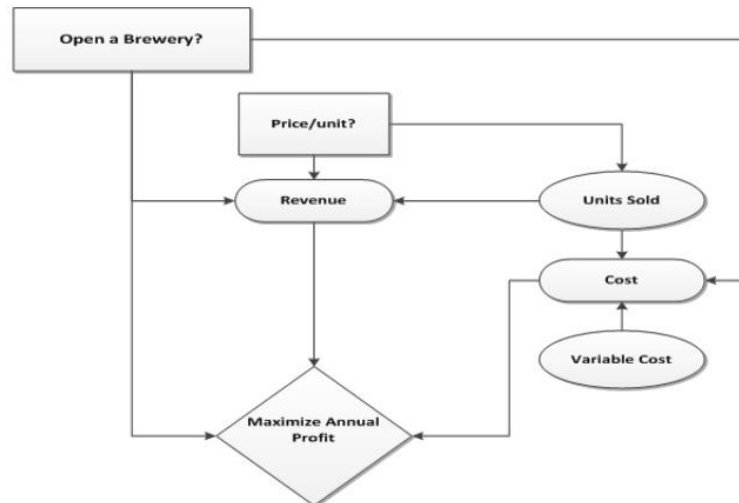 Open a Brewery?
Price/unit?
Revenue
Units Sold
Cost
Variable Cost
Maximize Annual
Profit